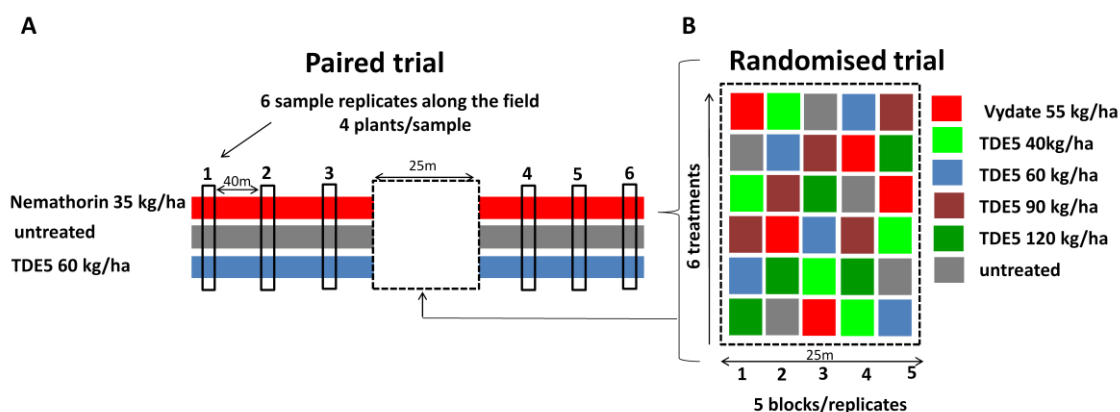 A
Paired trial
6 sample replicates along the field
4 plants/sample
1
2
3
4
5
6
40m
25m
Nemathorin 35 kg/ha
untreated
TDE5 60 kg/ha
B
Randomised trial
6 treatments
Vydate 55 kg/ha
TDE5 40kg/ha
TDE5 60 kg/ha
TDE5 90 kg/ha
TDE5 120 kg/ha
untreated
25m
1 2 3 4 5
5 blocks/replicates